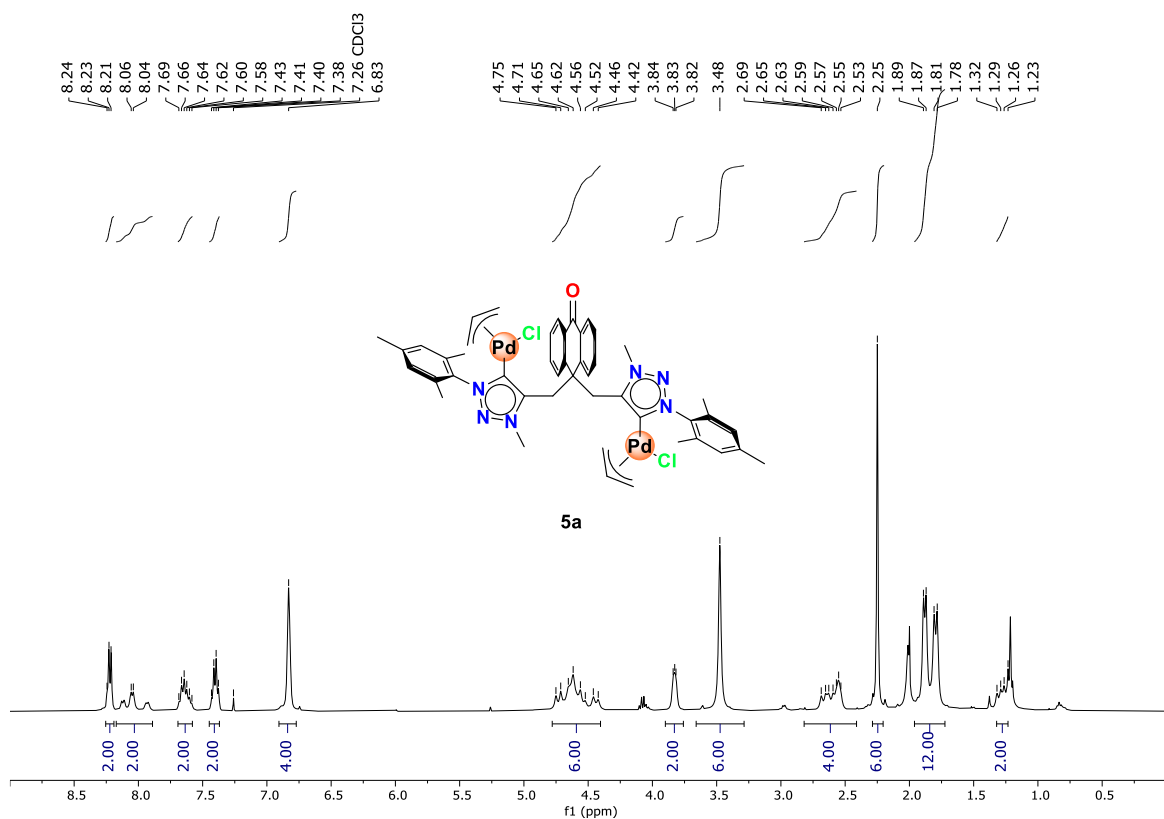 8.24 8.23 8.21 8.06 8.04 7.69 7.66 7.64 7.62 7.60 7.58 7.43 7.41 7.40 7.38 7.26 CDCl3 6.83 4.75 4.71 4.65 4.62 4.56 4.52 4.46 4.42 3.84 3.83 3.82 3.48 2.69 2.65 2.63 2.59 2.57 2.55 2.53 2.25 1.89 1.87 1.81 1.78 1.32 1.29 1.26 1.23
O
Cl
Pd
N N
N
N N
N
Pd
Cl
5a
2.00 2.00 2.00 2.00 4.00 6.00 2.00 6.00 4.00 6.00 12.00 2.00
8.5 8.0 7.5 7.0 6.5 6.0 5.5 5.0 4.5 4.0 3.5 3.0 2.5 2.0 1.5 1.0 0.5
f1 (ppm)